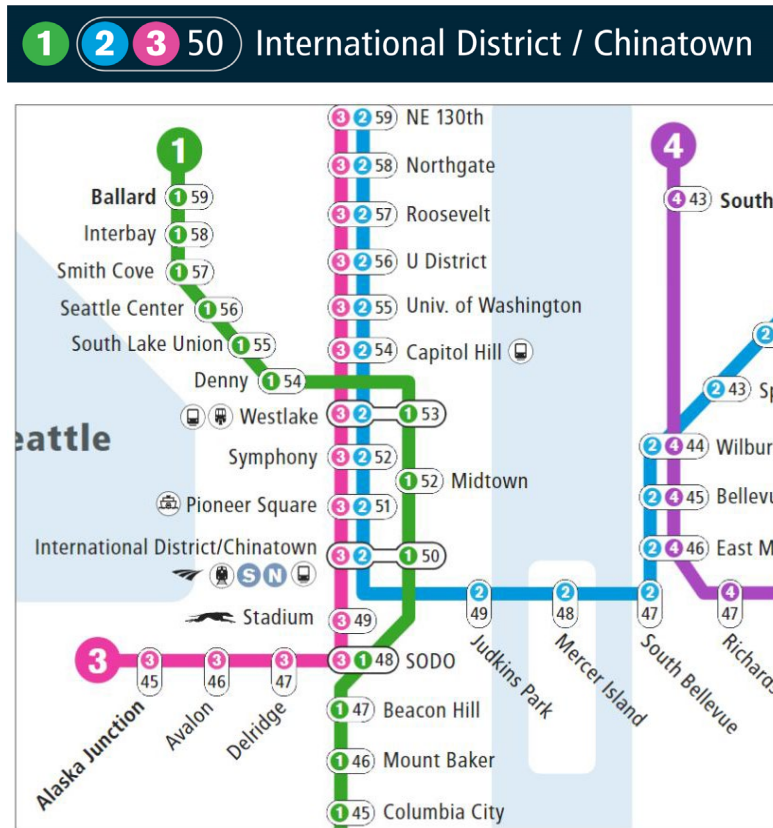 1 2 3 50 International District / Chinatown
1
4
3 2 59 NE 130th
Ballard 1 59
3 2 58 Northgate
4 43 South
Interbay 1 58
3 2 57 Roosevelt
Smith Cove 1 57
3 2 56 U District
Seattle Center 1 56
3 2 55 Univ. of Washington
South Lake Union 1 55
3 2 54 Capitol Hill
2
Denny 1 54
2 43 Sp
Westlake 3 2 1 53
eattle
2 4 44 Wilbur
Symphony 3 2 52
1 52 Midtown
2 4 45 Bellevu
Pioneer Square 3 2 51
International District/Chinatown 3 2 1 50
2 4 46 East M
S N
Stadium 3 49
2 49 Judkins Park
2 48 Mercer Island
2 47 South Bellevue
4 47 Richards
3
3 45 Alaska Junction
3 46 Avalon
3 47 Delridge
3 1 48 SODO
1 47 Beacon Hill
1 46 Mount Baker
1 45 Columbia City